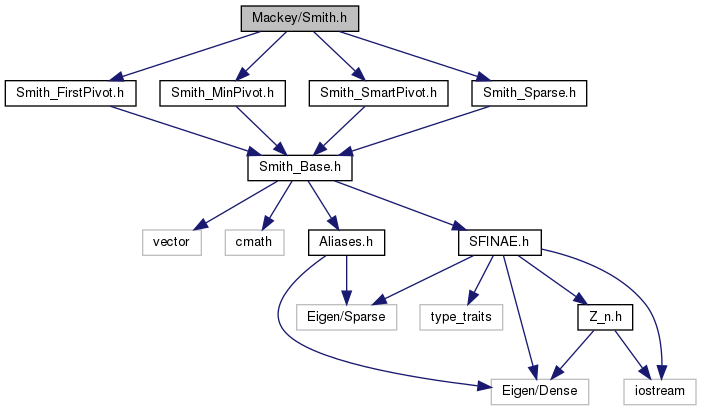 Mackey/Smith.h
Smith_FirstPivot.h
Smith_MinPivot.h
Smith_SmartPivot.h
Smith_Sparse.h
Smith_Base.h
vector
cmath
Aliases.h
SFINAE.h
Eigen/Sparse
type_traits
Z_n.h
Eigen/Dense
iostream